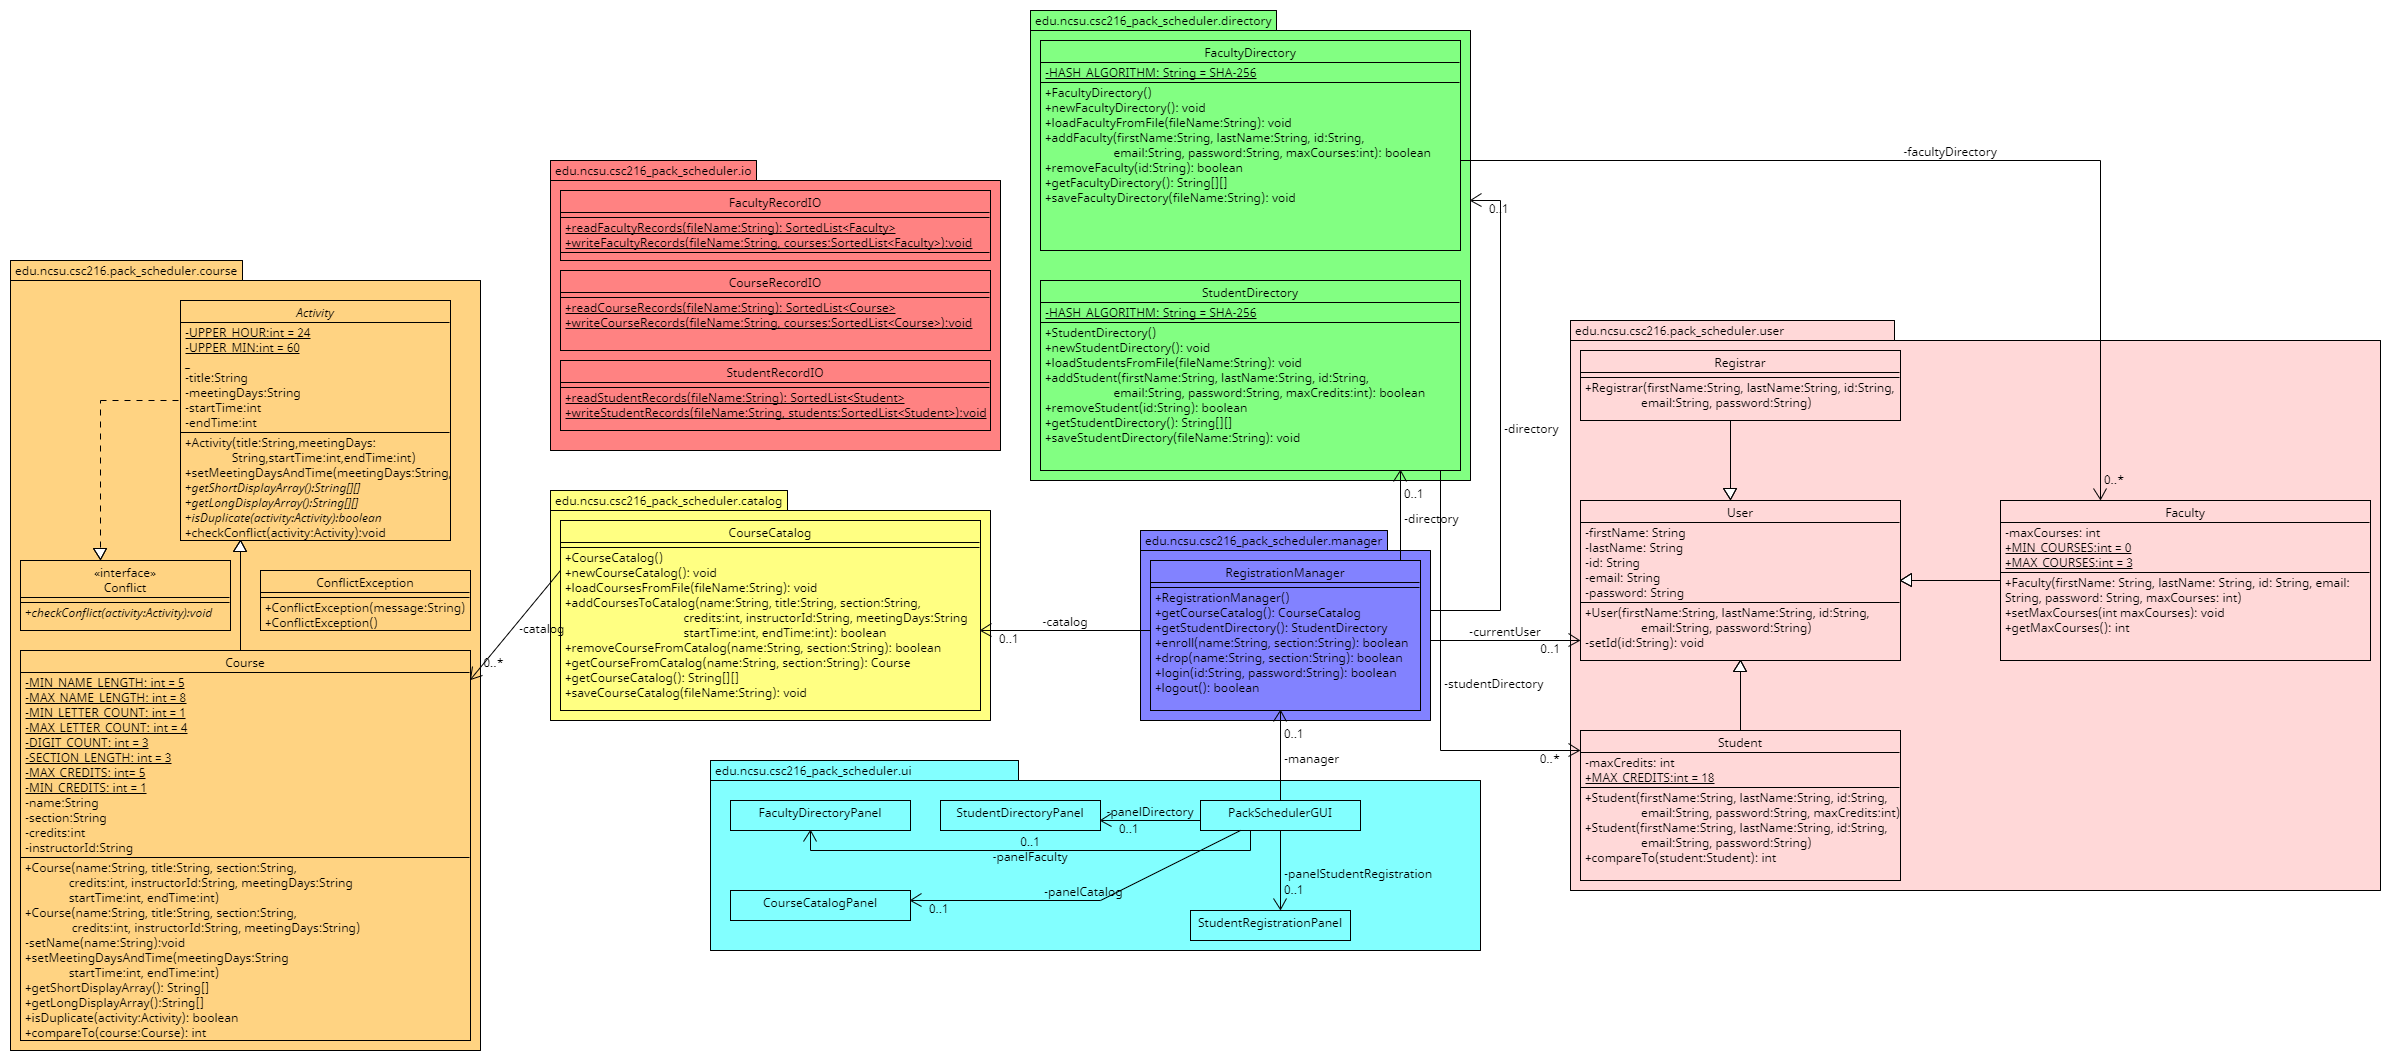 edu.ncsu.csc216_pack_scheduler.directory
FacultyDirectory
-HASH_ALGORITHM: String = SHA-256
+FacultyDirectory()
+newFacultyDirectory(): void
+loadFacultyFromFile(fileName:String): void
+addFaculty(firstName:String, lastName:String, id:String,
email:String, password:String, maxCourses:int): boolean
+removeFaculty(id:String): boolean
+getFacultyDirectory(): String[][]
+saveFacultyDirectory(fileName:String): void
StudentDirectory
-HASH_ALGORITHM: String = SHA-256
+StudentDirectory()
+newStudentDirectory(): void
+loadStudentsFromFile(fileName:String): void
+addStudent(firstName:String, lastName:String, id:String,
email:String, password:String, maxCredits:int): boolean
+removeStudent(id:String): boolean
+getStudentDirectory(): String[][]
+saveStudentDirectory(fileName:String): void
-facultyDirectory
0..*
0..1
-directory
0..1
-directory
-studentDirectory
0..*
edu.ncsu.csc216_pack_scheduler.io
FacultyRecordIO
+readFacultyRecords(fileName:String): SortedList<Faculty>
+writeFacultyRecords(fileName:String, courses:SortedList<Faculty>):void
CourseRecordIO
+readCourseRecords(fileName:String): SortedList<Course>
+writeCourseRecords(fileName:String, courses:SortedList<Course>):void
StudentRecordIO
+readStudentRecords(fileName:String): SortedList<Student>
+writeStudentRecords(fileName:String, students:SortedList<Student>):void
edu.ncsu.csc216.pack_scheduler.course
Activity
-UPPER_HOUR:int = 24
-UPPER_MIN:int = 60
_
-title:String
-meetingDays:String
-startTime:int
-endTime:int
+Activity(title:String,meetingDays:
String,startTime:int,endTime:int)
+setMeetingDaysAndTime(meetingDays:String,
+getShortDisplayArray():String[][]
+getLongDisplayArray():String[][]
+isDuplicate(activity:Activity):boolean
+checkConflict(activity:Activity):void
«interface»
Conflict
+checkConflict(activity:Activity):void
ConflictException
+ConflictException(message:String)
+ConflictException()
Course
-MIN_NAME_LENGTH: int = 5
-MAX_NAME_LENGTH: int = 8
-MIN_LETTER_COUNT: int = 1
-MAX_LETTER_COUNT: int = 4
-DIGIT_COUNT: int = 3
-SECTION_LENGTH: int = 3
-MAX_CREDITS: int= 5
-MIN_CREDITS: int = 1
-name:String
-section:String
-credits:int
-instructorId:String
+Course(name:String, title:String, section:String,
credits:int, instructorId:String, meetingDays:String
startTime:int, endTime:int)
+Course(name:String, title:String, section:String,
credits:int, instructorId:String, meetingDays:String)
-setName(name:String):void
+setMeetingDaysAndTime(meetingDays:String
startTime:int, endTime:int)
+getShortDisplayArray(): String[]
+getLongDisplayArray():String[]
+isDuplicate(activity:Activity): boolean
+compareTo(course:Course): int
edu.ncsu.csc216_pack_scheduler.catalog
CourseCatalog
+CourseCatalog()
+newCourseCatalog(): void
+loadCoursesFromFile(fileName:String): void
+addCoursesToCatalog(name:String, title:String, section:String,
credits:int, instructorId:String, meetingDays:String
startTime:int, endTime:int): boolean
+removeCourseFromCatalog(name:String, section:String): boolean
+getCourseFromCatalog(name:String, section:String): Course
+getCourseCatalog(): String[][]
+saveCourseCatalog(fileName:String): void
-catalog
0..*
-catalog
0..1
edu.ncsu.csc216_pack_scheduler.manager
RegistrationManager
+RegistrationManager()
+getCourseCatalog(): CourseCatalog
+getStudentDirectory(): StudentDirectory
+enroll(name:String, section:String): boolean
+drop(name:String, section:String): boolean
+login(id:String, password:String): boolean
+logout(): boolean
-currentUser
0..1
0..1
-manager
edu.ncsu.csc216.pack_scheduler.user
Registrar
+Registrar(firstName:String, lastName:String, id:String,
email:String, password:String)
User
-firstName: String
-lastName: String
-id: String
-email: String
-password: String
+User(firstName:String, lastName:String, id:String,
email:String, password:String)
-setId(id:String): void
Faculty
-maxCourses: int
+MIN_COURSES:int = 0
+MAX_COURSES:int = 3
+Faculty(firstName: String, lastName: String, id: String, email:
String, password: String, maxCourses: int)
+setMaxCourses(int maxCourses): void
+getMaxCourses(): int
Student
-maxCredits: int
+MAX_CREDITS:int = 18
+Student(firstName:String, lastName:String, id:String,
email:String, password:String, maxCredits:int)
+Student(firstName:String, lastName:String, id:String,
email:String, password:String)
+compareTo(student:Student): int
edu.ncsu.csc216_pack_scheduler.ui
FacultyDirectoryPanel
StudentDirectoryPanel
-panelDirectory
0..1
PackSchedulerGUI
0..1
-panelFaculty
-panelCatalog
0..1
CourseCatalogPanel
-panelStudentRegistration
0..1
StudentRegistrationPanel